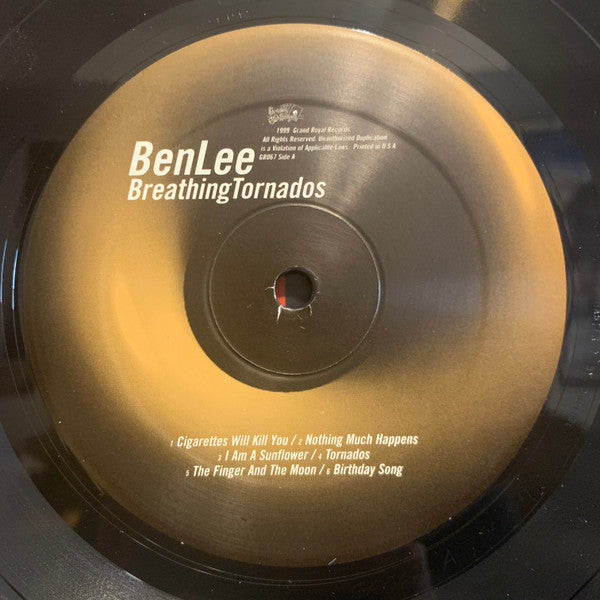 1999 Grand Royal Records
All Rights Reserved. Unauthorized Duplication
is a Violation of Applicable Laws. Printed in U.S.A
GR067 Side A
BenLee
BreathingTornados
1 Cigarettes Will Kill You / 2 Nothing Much Happens
3 I Am A Sunflower / 4 Tornados
5 The Finger And The Moon / 6 Birthday Song